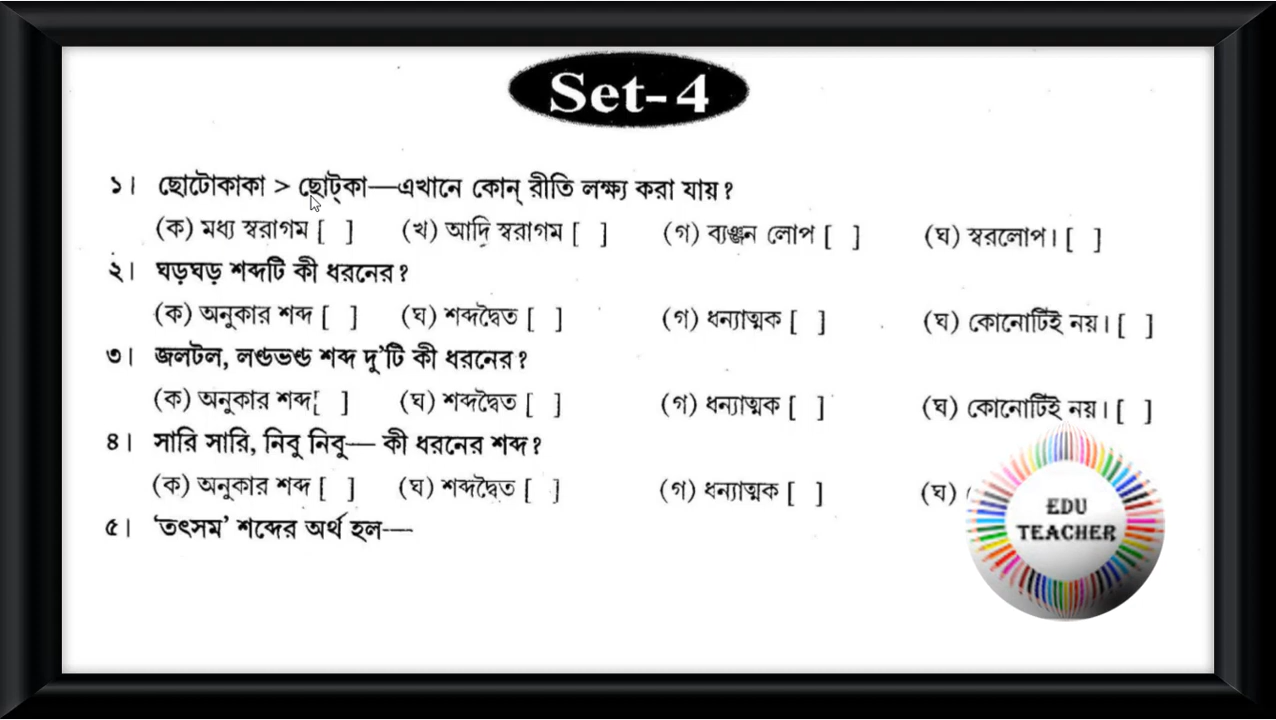 Set-4
১। ছোটোকাকা > ছোট্‌কা—এখানে কোন্ রীতি লক্ষ্য করা যায়?
(ক) মধ্য স্বরাগম [ ] (খ) আদি স্বরাগম [ ] (গ) ব্যঞ্জন লোপ [ ] (ঘ) স্বরলোপ। [ ]
২। ঘড়ঘড় শব্দটি কী ধরনের?
(ক) অনুকার শব্দ [ ] (ঘ) শব্দদ্বৈত [ ] (গ) ধন্যাত্মক [ ] (ঘ) কোনোটিই নয়। [ ]
৩। জলটল, লণ্ডভণ্ড শব্দ দু'টি কী ধরনের?
(ক) অনুকার শব্দ[ ] (ঘ) শব্দদ্বৈত [ ] (গ) ধন্যাত্মক [ ] (ঘ) কোনোটিই নয়। [ ]
৪। সারি সারি, নিবু নিবু— কী ধরনের শব্দ?
(ক) অনুকার শব্দ [ ] (ঘ) শব্দদ্বৈত [ ] (গ) ধন্যাত্মক [ ] (ঘ)
৫। 'তৎসম' শব্দের অর্থ হল—
EDU
TEACHER